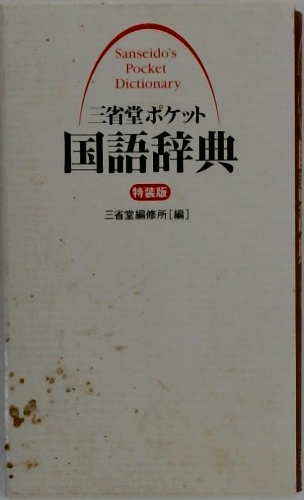 Sanseido's
Pocket
Dictionary
三省堂ポケット
国語辞典
特装版
三省堂編修所[編]